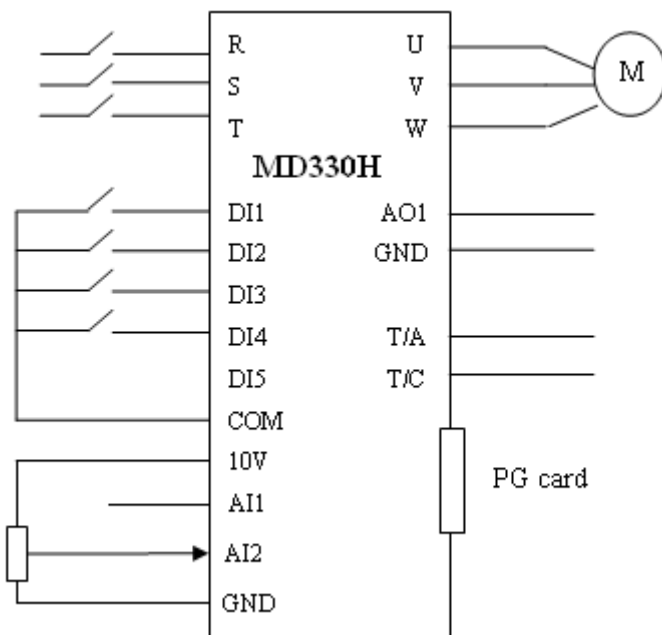 R U
S V
T W
M
MD330H
DI1 AO1
DI2 GND
DI3
DI4 T/A
DI5 T/C
COM
10V
AI1 PG card
AI2
GND